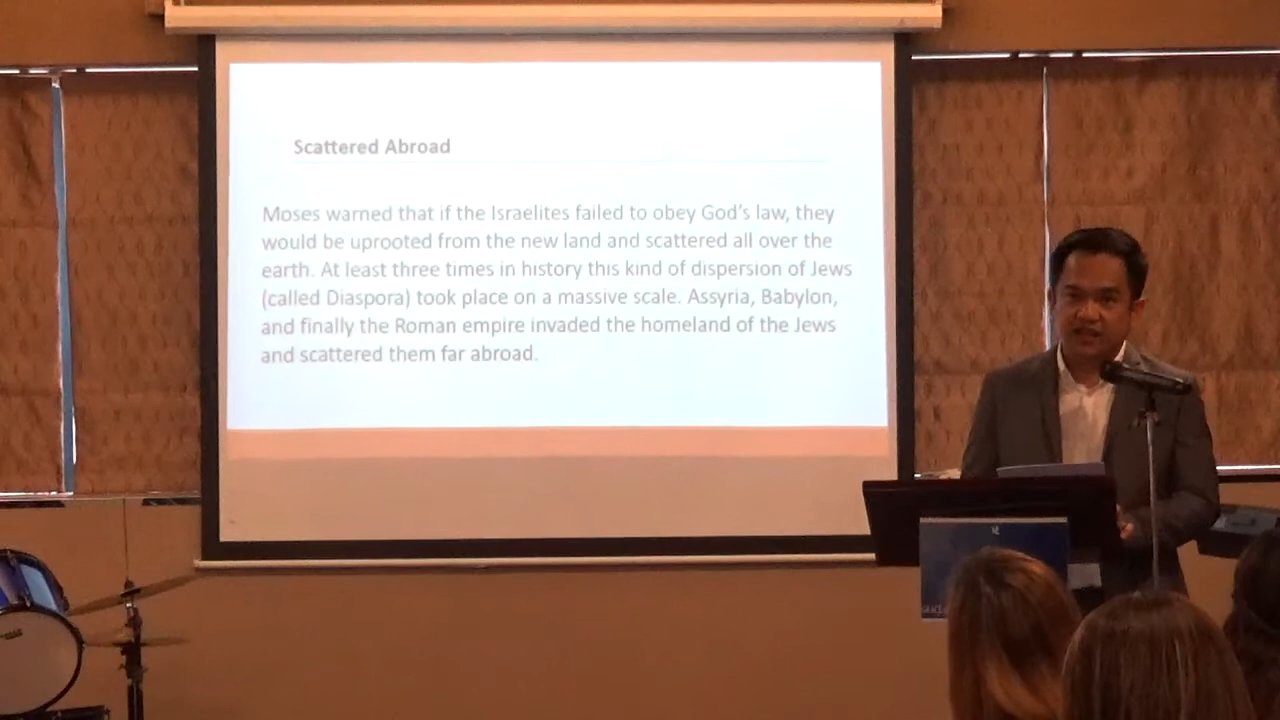 Scattered Abroad
Moses warned that if the Israelites failed to obey God's law, they
would be uprooted from the new land and scattered all over the
earth. At least three times in history this kind of dispersion of Jews
(called Diaspora) took place on a massive scale. Assyria, Babylon,
and finally the Roman empire invaded the homeland of the Jews
and scattered them far abroad.